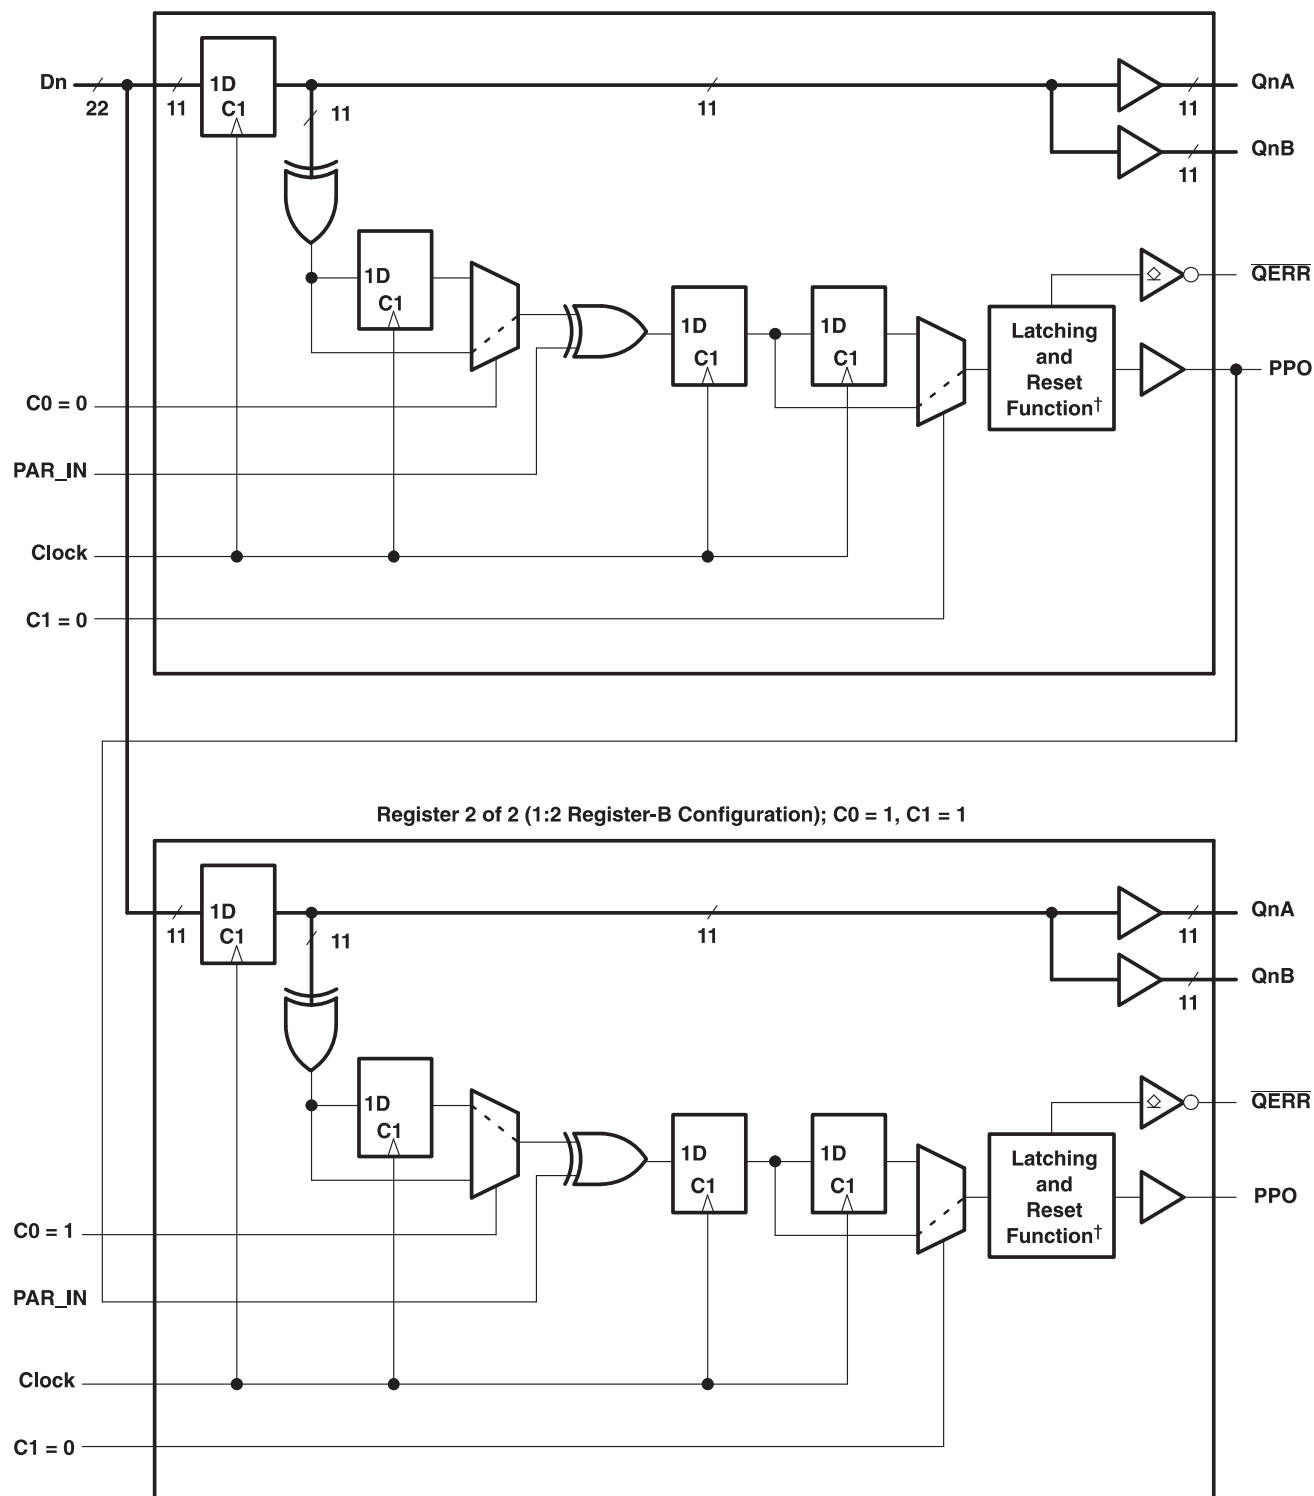 Dn
22
11
1D
C1
11
11
11
QnA
QnB
11
1D
C1
1D
C1
1D
C1
Latching
and
Reset
Function†
QERR
PPO
C0 = 0
PAR_IN
Clock
C1 = 0
Register 2 of 2 (1:2 Register-B Configuration); C0 = 1, C1 = 1
11
1D
C1
11
11
11
QnA
QnB
11
1D
C1
1D
C1
1D
C1
Latching
and
Reset
Function†
QERR
PPO
C0 = 1
PAR_IN
Clock
C1 = 0